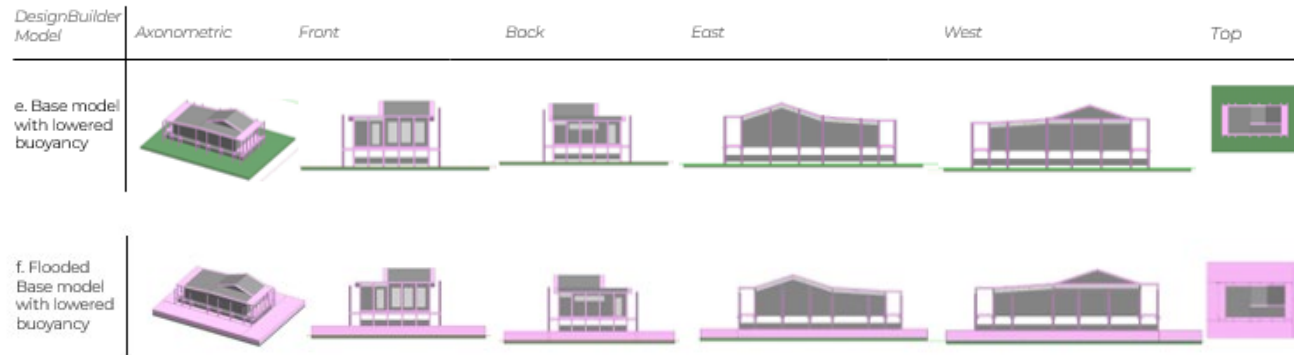 DesignBuilder
Model
Axonometric
Front
Back
East
West
Top
e. Base model
with lowered
buoyancy
f. Flooded
Base model
with lowered
buoyancy